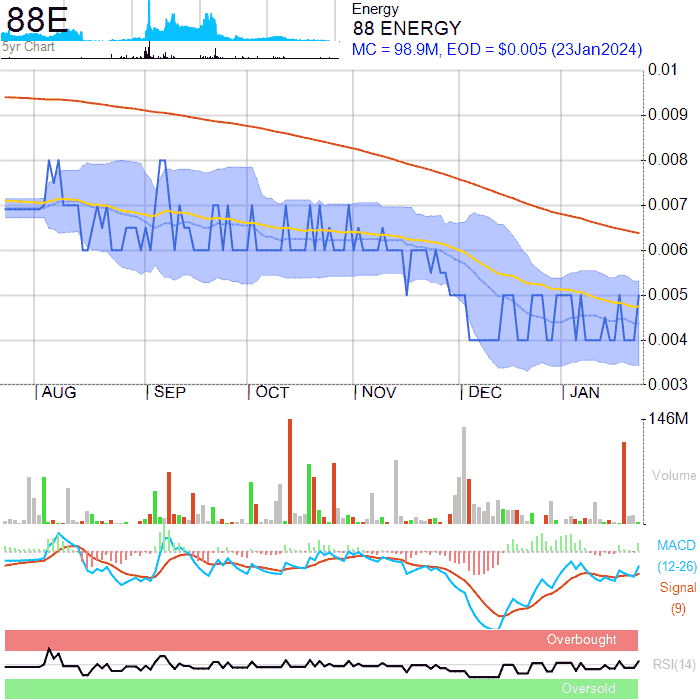 88E
5yr Chart
Energy
88 ENERGY
MC = 98.9M, EOD = $0.005 (23Jan2024)
0.01
0.009
0.008
0.007
0.006
0.005
0.004
0.003
AUG SEP OCT NOV DEC JAN
146M
Volume
MACD
(12-26)
Signal
(9)
Overbought
RSI(14)
Oversold